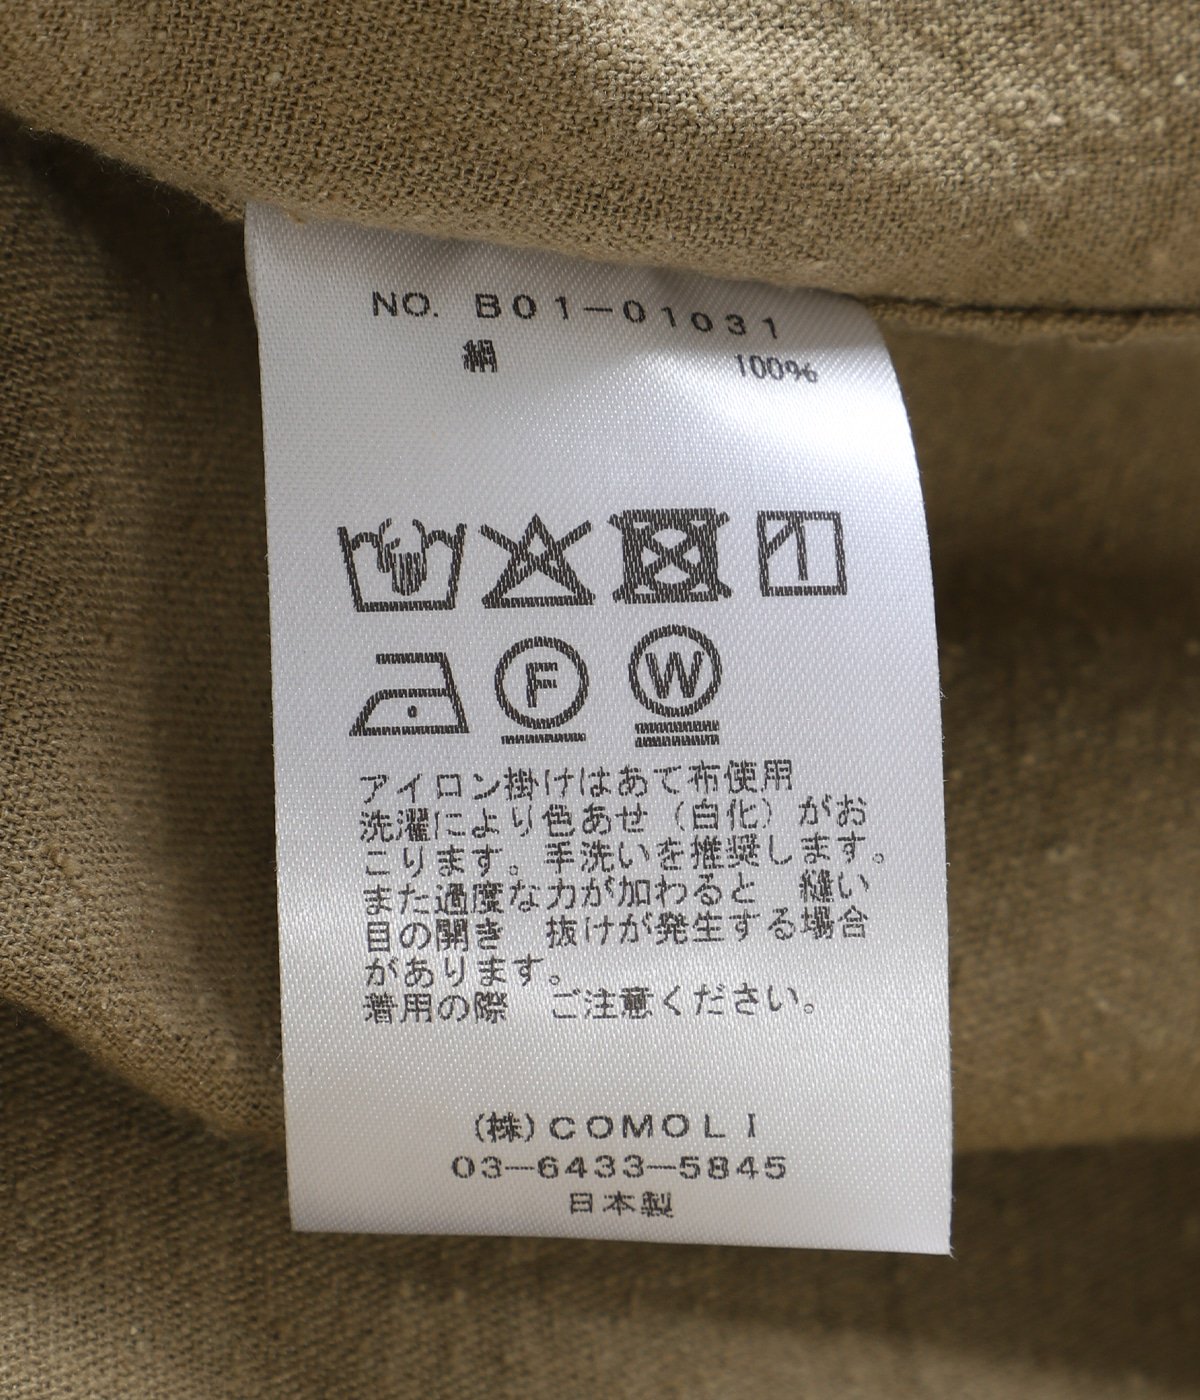 NO. B01-01031
絹 100%
F W
アイロン掛けはあて布使用
洗濯により色あせ（白化）がお
こります。手洗いを推奨します。
また過度な力が加わると 縫い
目の開き 抜けが発生する場合
があります。
着用の際 ご注意ください。
(株)COMOLI
03-6433-5845
日本製